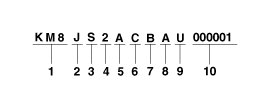 KM8 J S 2 A C B A U 000001
1 2 3 4 5 6 7 8 9 10